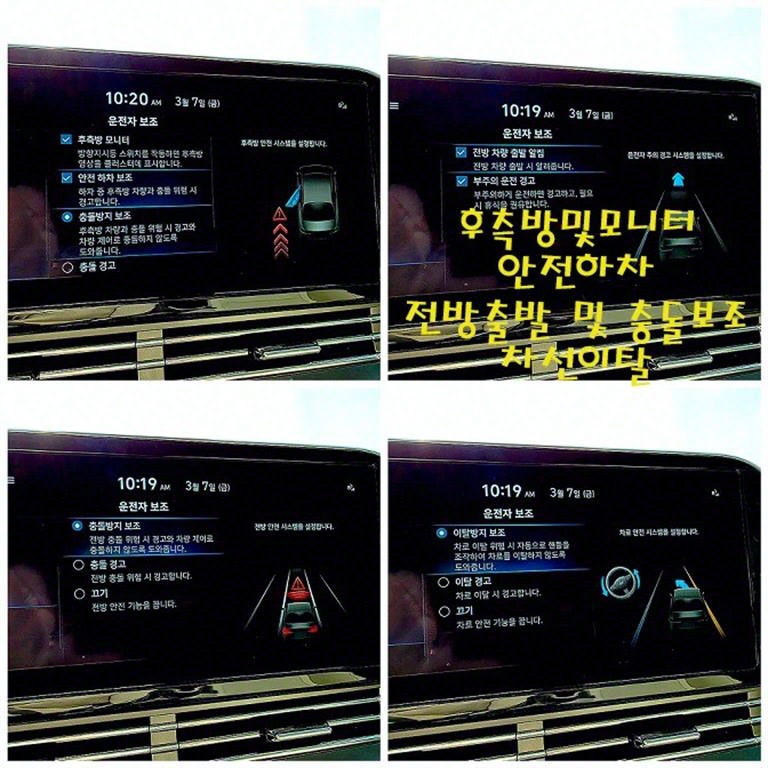 10:20 AM 3월 7일 (금)
운전자 보조
후측방 모니터
방향지시등 스위치를 작동하면 후측방
영상을 클러스터에 표시합니다.
안전 하차 보조
하차 중 후측방 차량과 충돌 위험 시
경고합니다.
충돌방지 보조
후측방 차량과 충돌 위험 시 경고와
차량 제어로 충돌하지 않도록
도와줍니다.
충돌 경고
후측방 안전 시스템을 설정합니다.
10:19 AM 3월 7일 (금)
운전자 보조
전방 차량 출발 알림
전방 차량 출발 시 알려줍니다.
부주의 운전 경고
부주의하게 운전하면 경고하고, 필요
시 휴식을 권유합니다.
운전자 주의 경고 시스템을 설정합니다.
후측방및모니터
안전하차
전방출발 및 충돌보조
차선이탈
10:19 AM 3월 7일 (금)
운전자 보조
충돌방지 보조
전방 충돌 위험 시 경고와 차량 제어로
충돌하지 않도록 도와줍니다.
충돌 경고
전방 충돌 위험 시 경고합니다.
끄기
전방 안전 기능을 끕니다.
전방 안전 시스템을 설정합니다.
10:19 AM 3월 7일 (금)
운전자 보조
이탈방지 보조
차로 이탈 위험 시 자동으로 핸들을
조작하여 차로를 이탈하지 않도록
도와줍니다.
이탈 경고
차로 이탈 시 경고합니다.
끄기
차로 안전 기능을 끕니다.
차로 안전 시스템을 설정합니다.